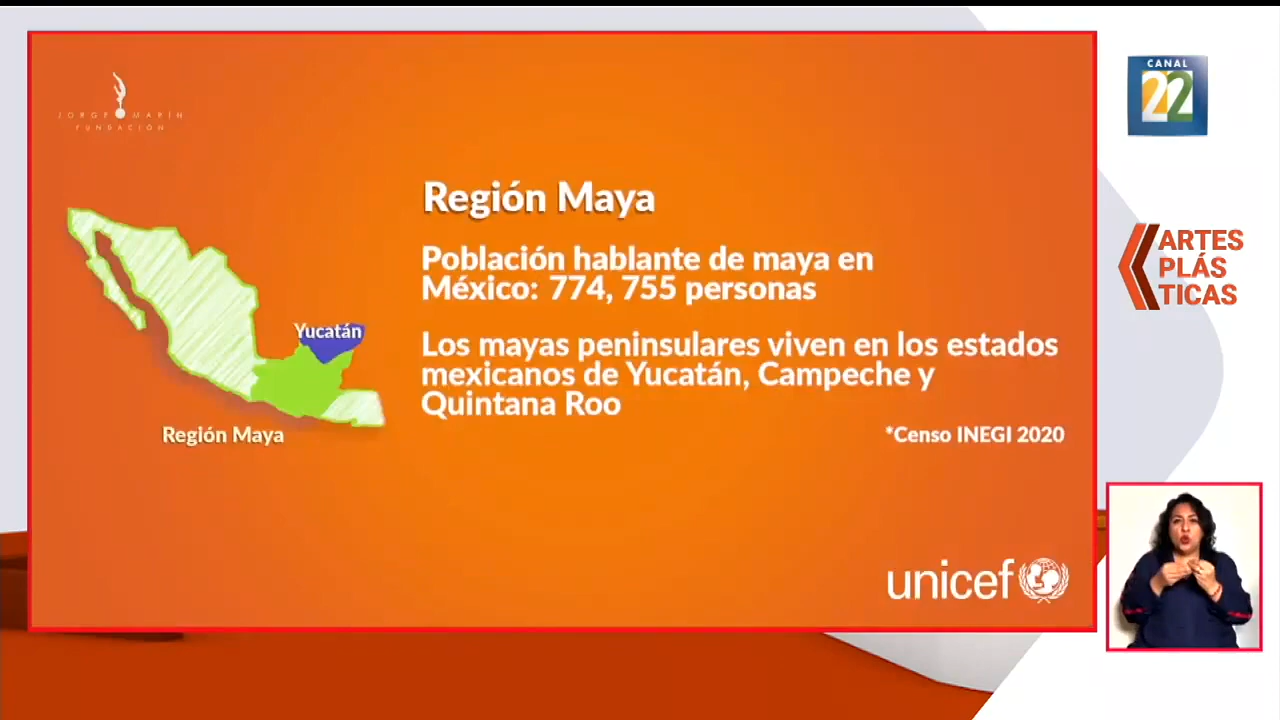 JORGE MARÍN
FUNDACIÓN
CANAL
22
Región Maya
ARTES
PLÁS
TICAS
Población hablante de maya en
México: 774, 755 personas
Yucatán
Los mayas peninsulares viven en los estados
mexicanos de Yucatán, Campeche y
Quintana Roo
Región Maya
*Censo INEGI 2020
unicef